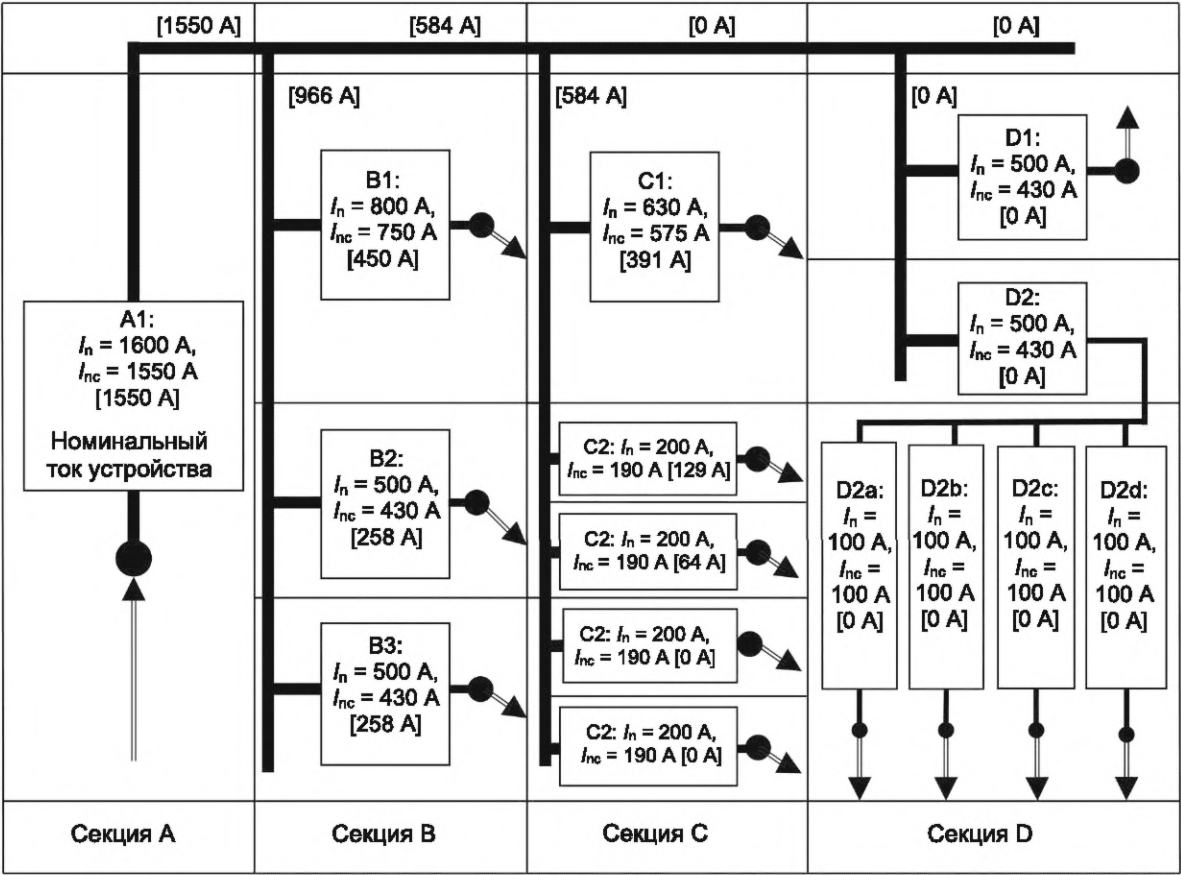 [1550 A]
[584 A]
[0 A]
[0 A]
[966 A]
[584 A]
[0 A]
A1:
In = 1600 A,
Inc = 1550 A
[1550 A]
Номинальный
ток устройства
B1:
In = 800 A,
Inc = 750 A
[450 A]
B2:
In = 500 A,
Inc = 430 A
[258 A]
B3:
In = 500 A,
Inc = 430 A
[258 A]
C1:
In = 630 A,
Inc = 575 A
[391 A]
C2: In = 200 A,
Inc = 190 A [129 A]
C2: In = 200 A,
Inc = 190 A [64 A]
C2: In = 200 A,
Inc = 190 A [0 A]
C2: In = 200 A,
Inc = 190 A [0 A]
D1:
In = 500 A,
Inc = 430 A
[0 A]
D2:
In = 500 A,
Inc = 430 A
[0 A]
D2a:
In =
100 A,
Inc =
100 A
[0 A]
D2b:
In =
100 A,
Inc =
100 A
[0 A]
D2c:
In =
100 A,
Inc =
100 A
[0 A]
D2d:
In =
100 A,
Inc =
100 A
[0 A]
Секция A
Секция B
Секция C
Секция D